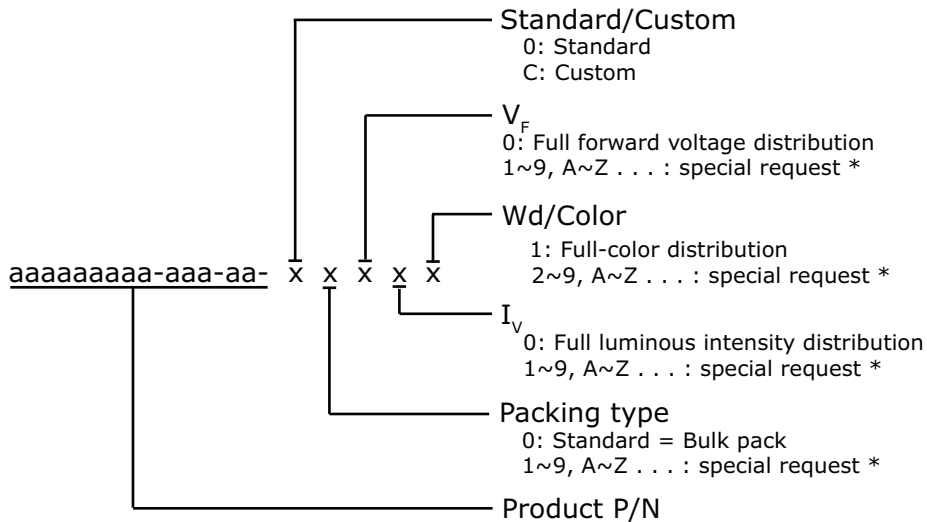 Standard/Custom
0: Standard
C: Custom
VF
0: Full forward voltage distribution
1~9, A~Z . . . : special request *
Wd/Color
1: Full-color distribution
2~9, A~Z . . . : special request *
aaaaaaaaa-aaa-aa- x x x x x
IV
0: Full luminous intensity distribution
1~9, A~Z . . . : special request *
Packing type
0: Standard = Bulk pack
1~9, A~Z . . . : special request *
Product P/N